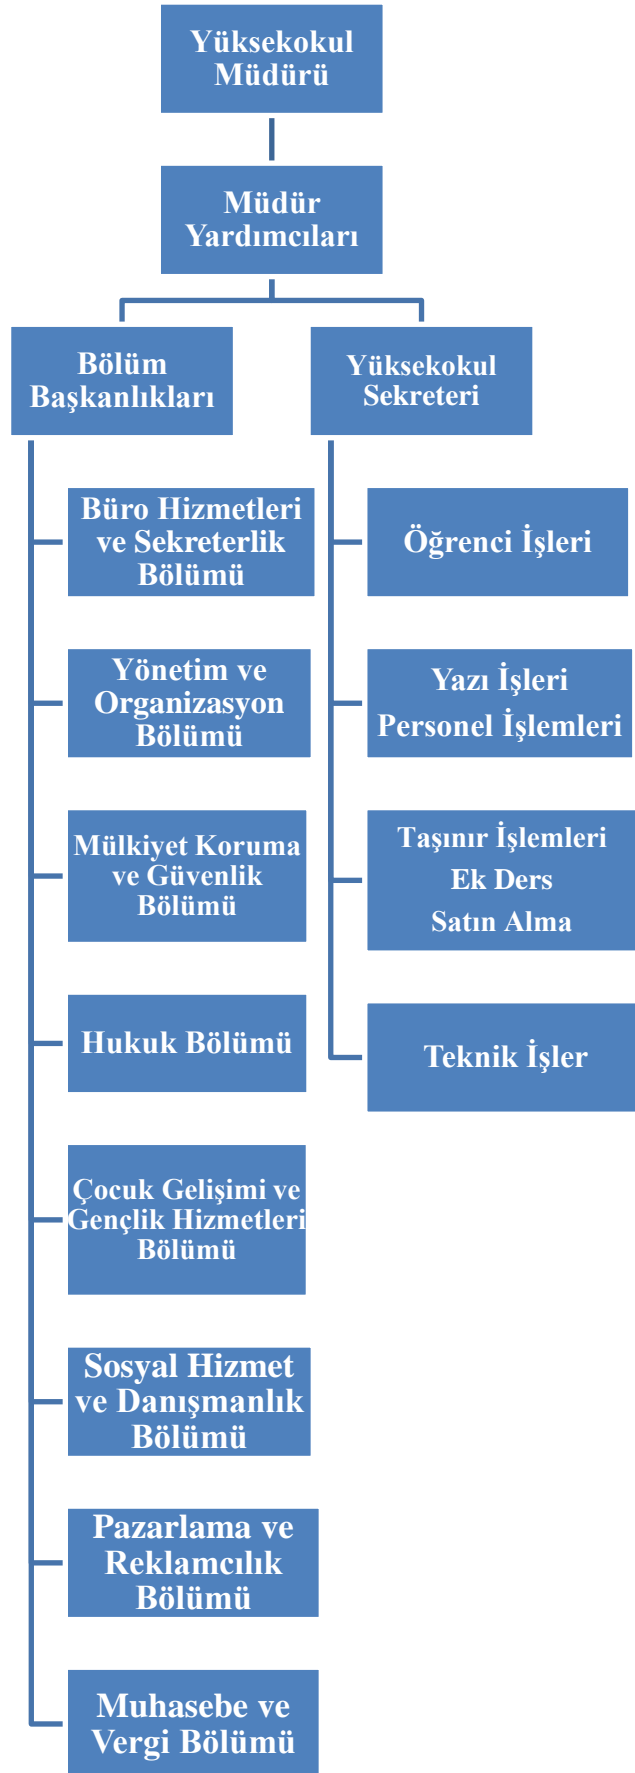 Yüksekokul
Müdürü
Müdür
Yardımcıları
Bölüm
Başkanlıkları
Büro Hizmetleri
ve Sekreterlik
Bölümü
Yönetim ve
Organizasyon
Bölümü
Mülkiyet Koruma
ve Güvenlik
Bölümü
Hukuk Bölümü
Çocuk Gelişimi ve
Gençlik Hizmetleri
Bölümü
Sosyal Hizmet
ve Danışmanlık
Bölümü
Pazarlama ve
Reklamcılık
Bölümü
Muhasebe ve
Vergi Bölümü
Yüksekokul
Sekreteri
Öğrenci İşleri
Yazı İşleri
Personel İşlemleri
Taşınır İşlemleri
Ek Ders
Satın Alma
Teknik İşler